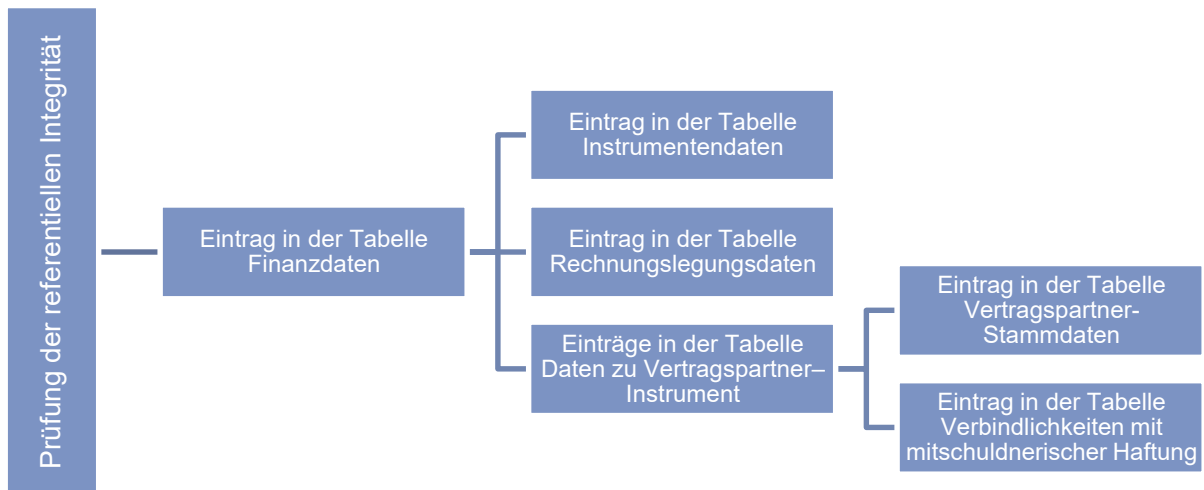 Prüfung der referentiellen Integrität
Eintrag in der Tabelle
Finanzdaten
Eintrag in der Tabelle
Instrumentendaten
Eintrag in der Tabelle
Rechnungslegungsdaten
Einträge in der Tabelle
Daten zu Vertragspartner–
Instrument
Eintrag in der Tabelle
Vertragspartner-
Stammdaten
Eintrag in der Tabelle
Verbindlichkeiten mit
mitschuldnerischer Haftung